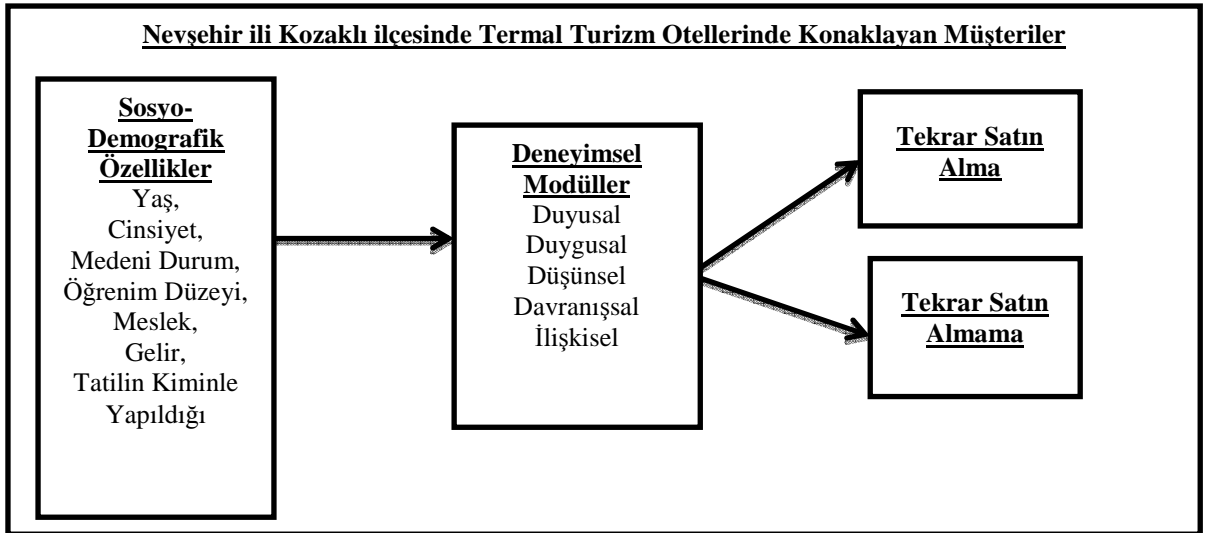 Nevşehir ili Kozaklı ilçesinde Termal Turizm Otellerinde Konaklayan Müşteriler
Sosyo-
Demografik
Özellikler
Yaş,
Cinsiyet,
Medeni Durum,
Öğrenim Düzeyi,
Meslek,
Gelir,
Tatilin Kiminle
Yapıldığı
Deneyimsel
Modüller
Duyusal
Duygusal
Düşünsel
Davranışsal
İlişkisel
Tekrar Satın
Alma
Tekrar Satın
Almama